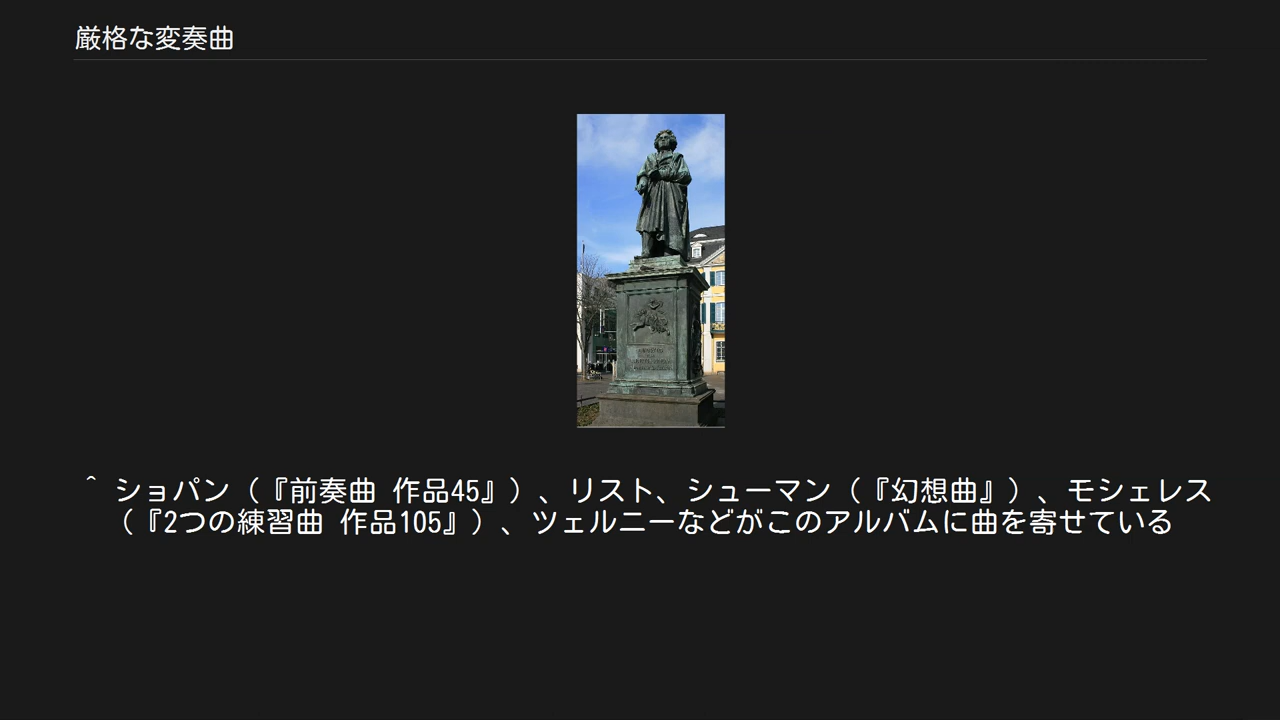 厳格な変奏曲
^ ショパン（『前奏曲 作品45』）、リスト、シューマン（『幻想曲』）、モシェレス
（『2つの練習曲 作品105』）、ツェルニーなどがこのアルバムに曲を寄せている